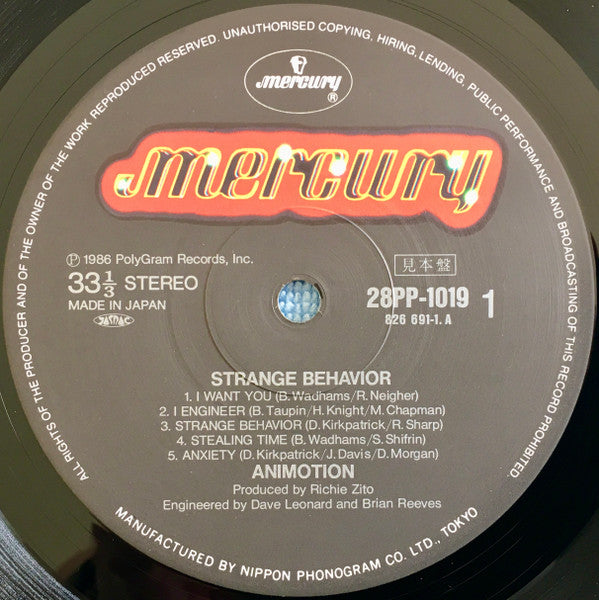 ALL RIGHTS OF THE PRODUCER AND OF THE OWNER OF THE WORK REPRODUCED RESERVED. UNAUTHORISED COPYING, HIRING, LENDING, PUBLIC PERFORMANCE AND BROADCASTING OF THIS RECORD PROHIBITED
mercury
®
mercury
Ⓟ 1986 PolyGram Records, Inc.
33 1/3 STEREO
MADE IN JAPAN
JASRAC
見本盤
28PP-1019 1
826 691-1. A
STRANGE BEHAVIOR
1. I WANT YOU (B. Wadhams/R. Neigher)
2. I ENGINEER (B. Taupin/H. Knight/M. Chapman)
3. STRANGE BEHAVIOR (D. Kirkpatrick/R. Sharp)
4. STEALING TIME (B. Wadhams/S. Shifrin)
5. ANXIETY (D. Kirkpatrick/J. Davis/D. Morgan)
ANIMOTION
Produced by Richie Zito
Engineered by Dave Leonard and Brian Reeves
MANUFACTURED BY NIPPON PHONOGRAM CO. LTD., TOKYO